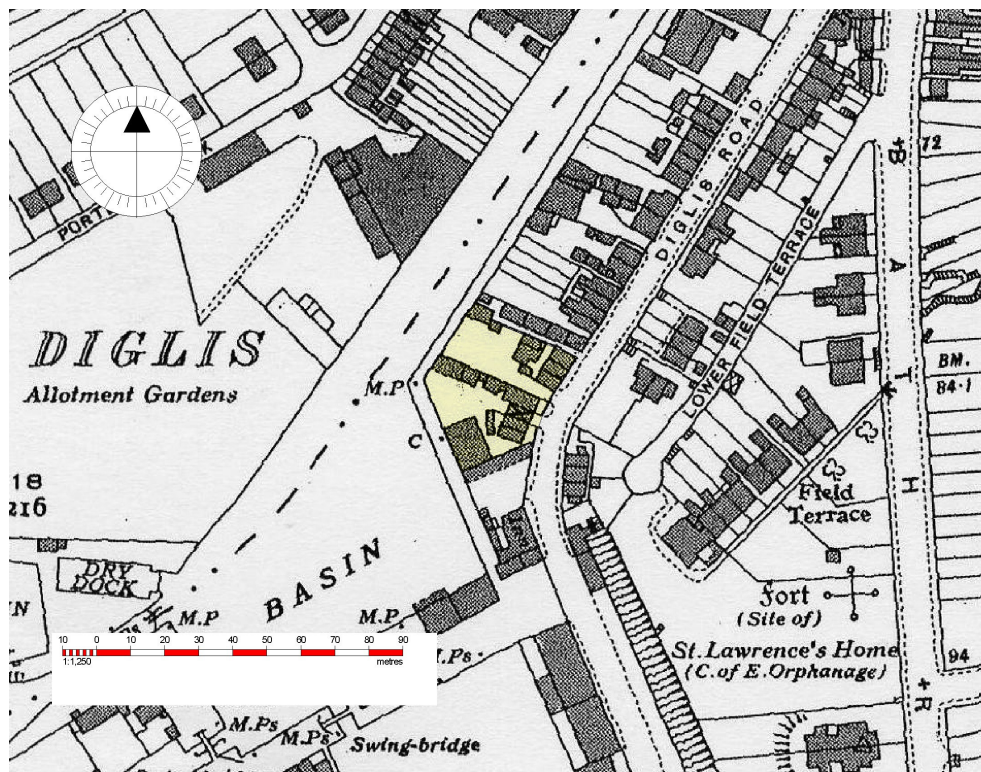 DIGLIS ROAD
72
+B
LOWER FIELD TERRACE
A
DIGLIS
Allotment Gardens
M.P
BM.
84·1
T
C
18
216
H
Field
Terrace
DRY
DOCK
BASIN
M.P
M.P.
Fort
(Site of)
St. Lawrence's Home
(C. of E. Orphanage)
94
+R
10 0 10 20 30 40 50 60 70 80 90
1:1,250
metres
M.Ps
M.Ps
M.Ps
Swing-bridge